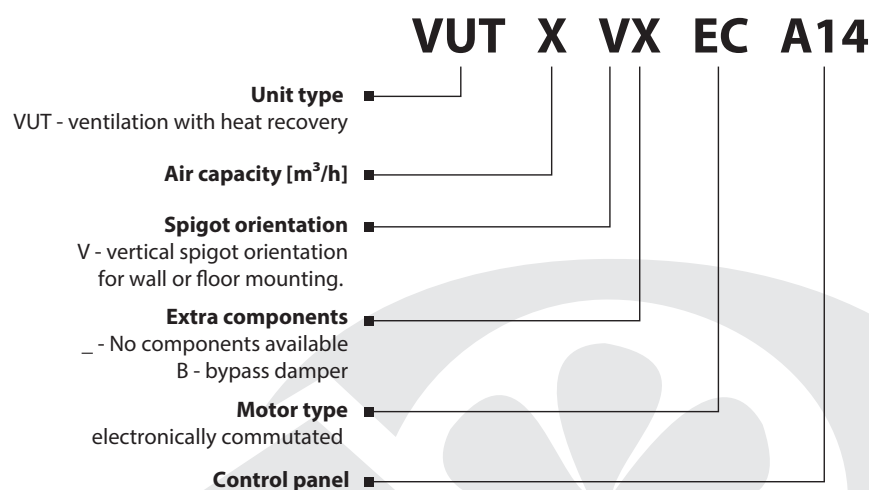 VUT X VX EC A14
Unit type
VUT - ventilation with heat recovery
Air capacity [m³/h]
Spigot orientation
V - vertical spigot orientation
for wall or floor mounting.
Extra components
_ - No components available
B - bypass damper
Motor type
electronically commutated
Control panel